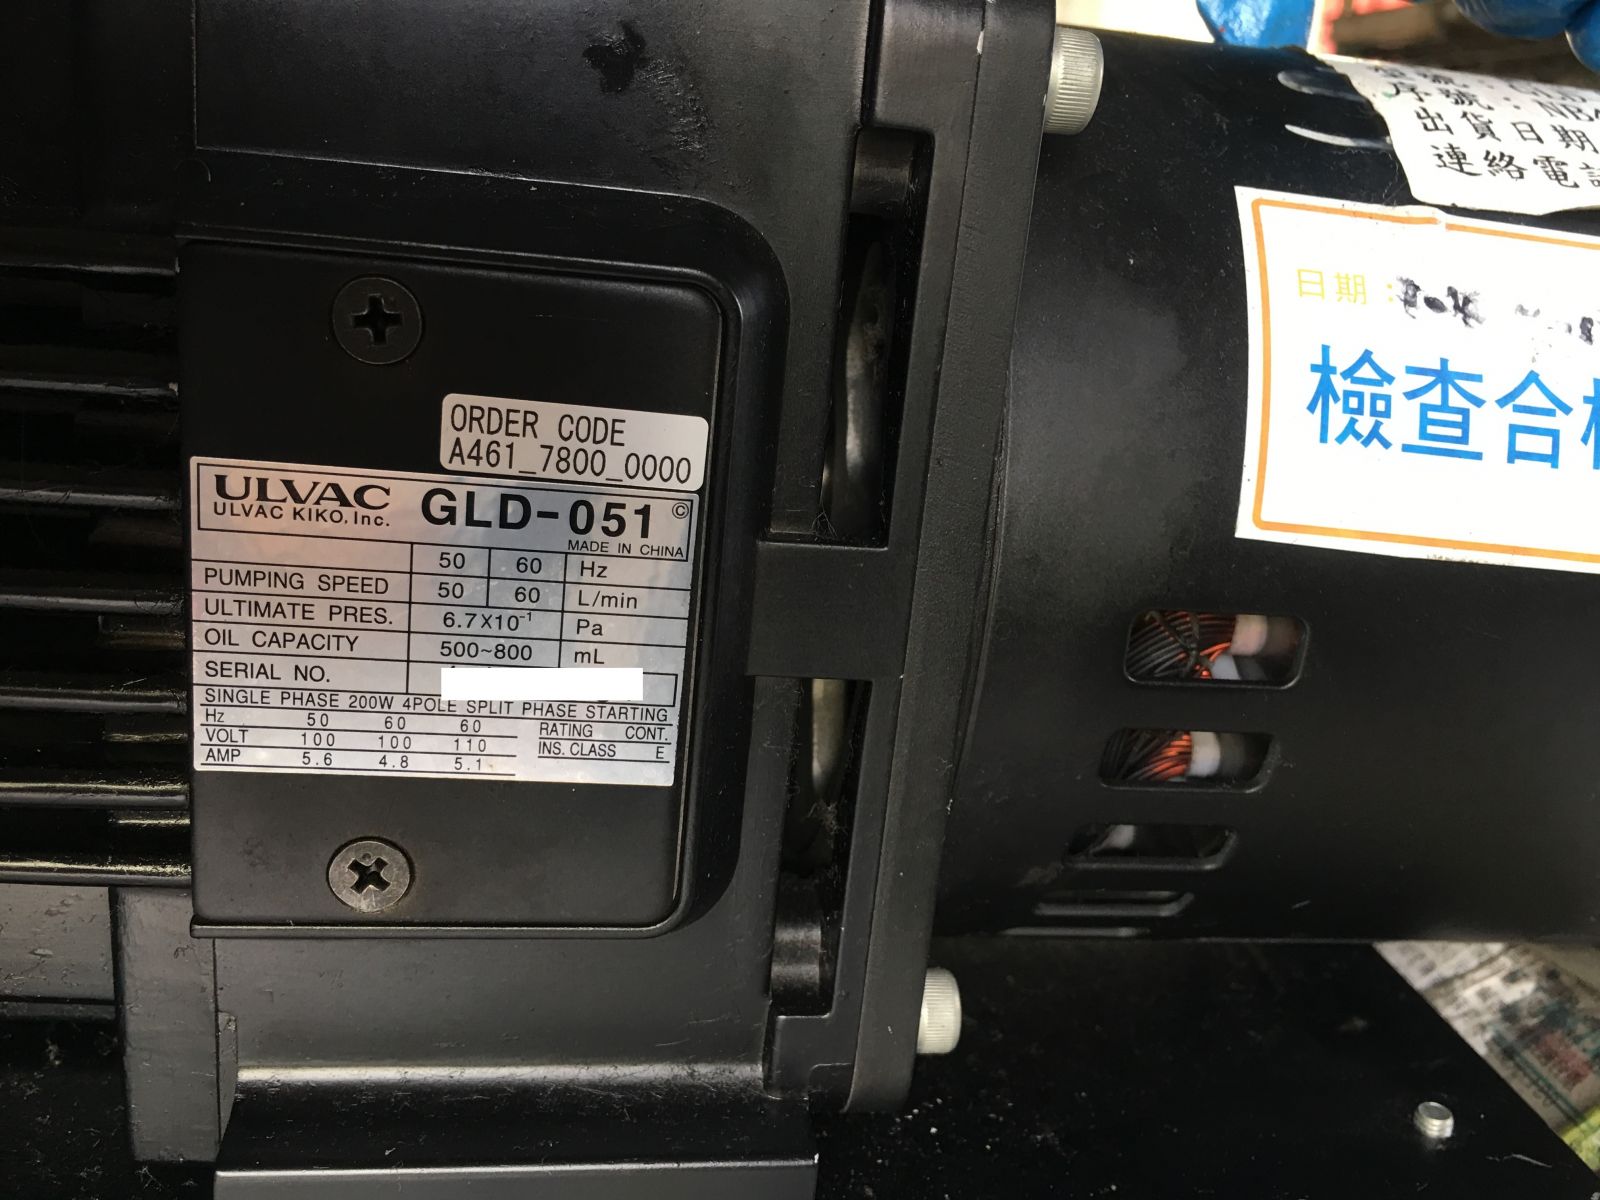 序號:
出貨日期
連絡電
日期:
檢查合
ORDER CODE
A461_7800_0000
ULVAC GLD-051 ©
ULVAC KIKO, Inc.
MADE IN CHINA
50 60 Hz
PUMPING SPEED 50 60 L/min
ULTIMATE PRES. 6.7X10⁻¹ Pa
OIL CAPACITY 500~800 mL
SERIAL NO.
SINGLE PHASE 200W 4POLE SPLIT PHASE STARTING
Hz 50 60 60 RATING CONT.
VOLT 100 100 110 INS. CLASS E
AMP 5.6 4.8 5.1